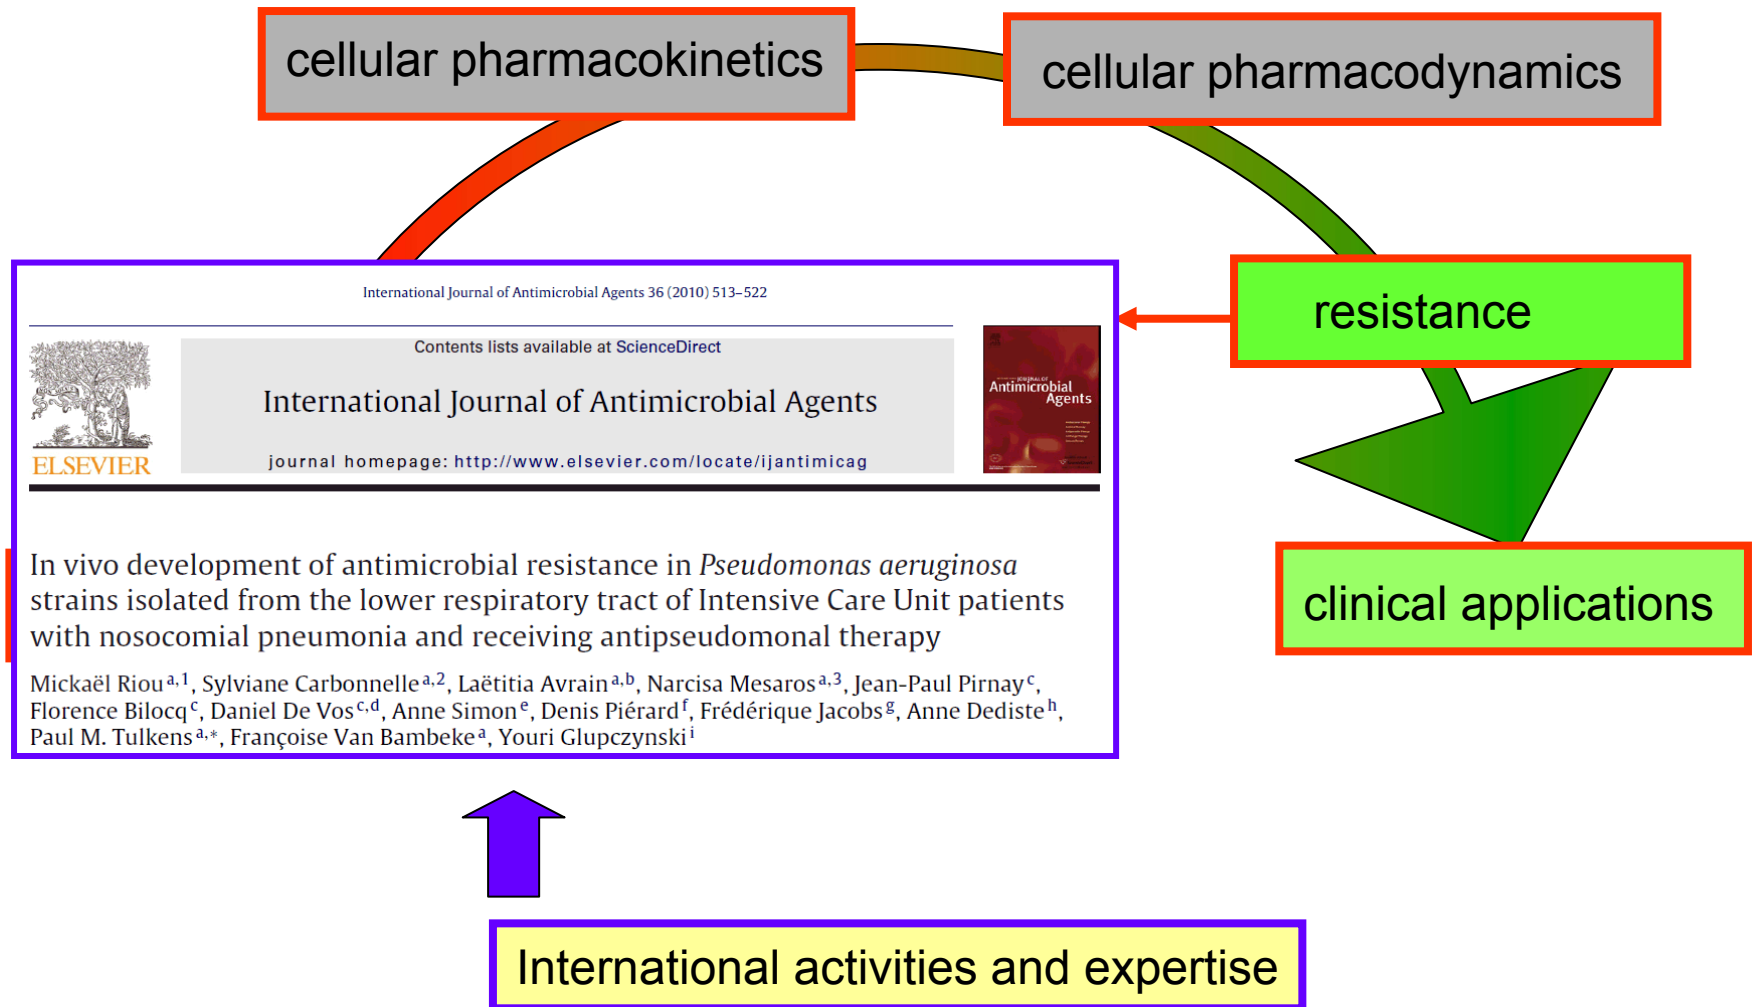 cellular pharmacokinetics
cellular pharmacodynamics
International Journal of Antimicrobial Agents 36 (2010) 513–522
Contents lists available at ScienceDirect
International Journal of Antimicrobial Agents
journal homepage: http://www.elsevier.com/locate/ijantimicag
ELSEVIER
JOURNAL OF
Antimicrobial
Agents
resistance
In vivo development of antimicrobial resistance in Pseudomonas aeruginosa
strains isolated from the lower respiratory tract of Intensive Care Unit patients
with nosocomial pneumonia and receiving antipseudomonal therapy
Mickaël Riou a,1, Sylviane Carbonnelle a,2, Laëtitia Avrain a,b, Narcisa Mesaros a,3, Jean-Paul Pirnay c,
Florence Bilocq c, Daniel De Vos c,d, Anne Simon e, Denis Piérard f, Frédérique Jacobs g, Anne Dediste h,
Paul M. Tulkens a,*, Françoise Van Bambeke a, Youri Glupczynski i
clinical applications
International activities and expertise